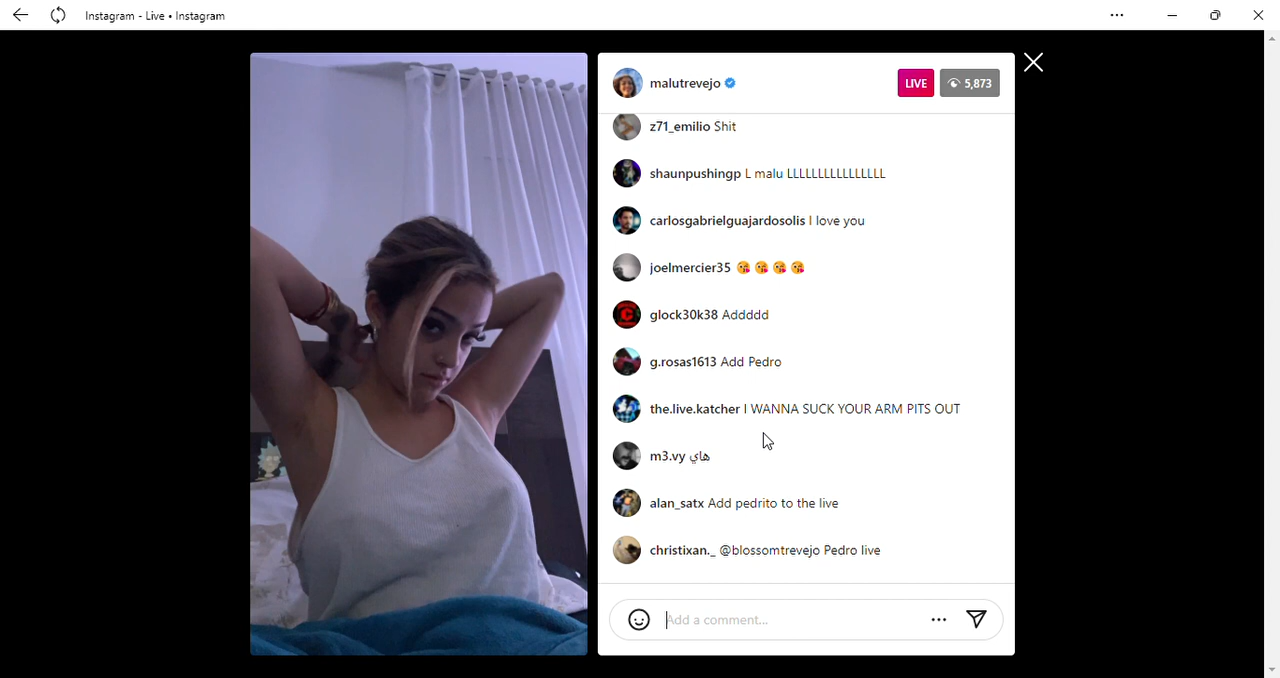 Instagram - Live • Instagram
malutrevejo
LIVE
5,873
z71_emilio Shit
shaunpushingp L malu LLLLLLLLLLLLLLLL
carlosgabrielguajardosolis I love you
joelmercier35 😘 😘 😘 😘
glock30k38 Addddd
g.rosas1613 Add Pedro
the.live.katcher I WANNA SUCK YOUR ARM PITS OUT
m3.vy هاي
alan_satx Add pedrito to the live
christixan._ @blossomtrevejo Pedro live
Add a comment...